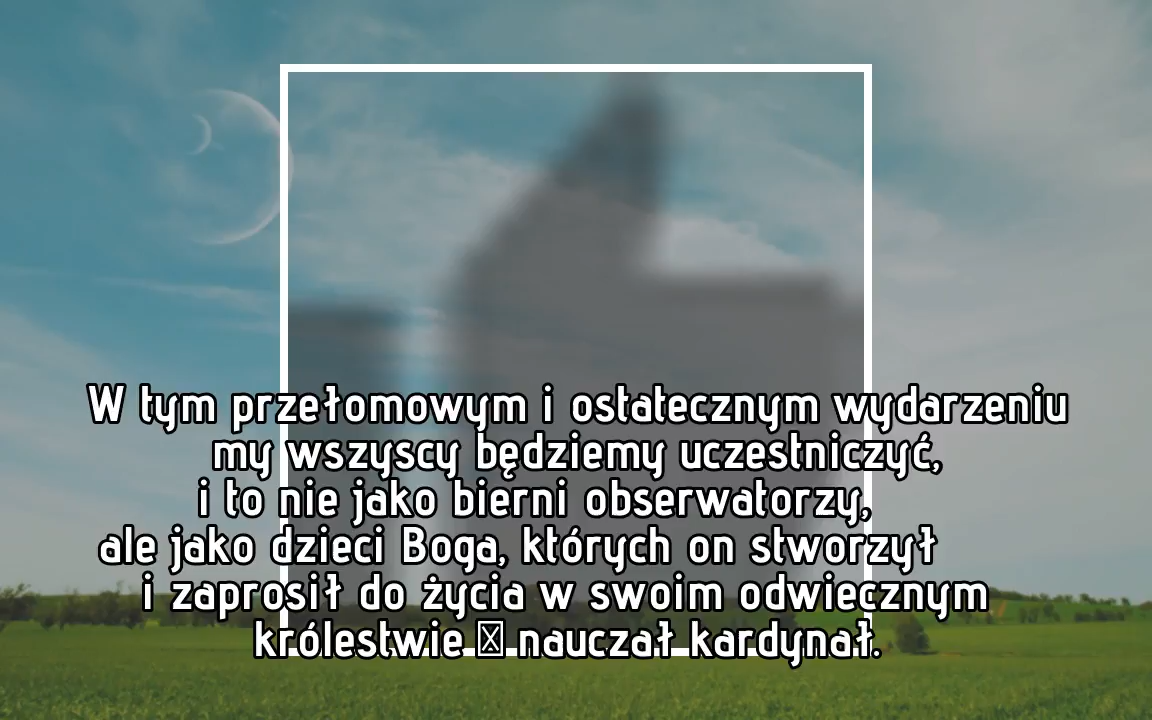 W tym przełomowym i ostatecznym wydarzeniu
my wszyscy będziemy uczestniczyć,
i to nie jako bierni obserwatorzy,
ale jako dzieci Boga, których on stworzył
i zaprosił do życia w swoim odwiecznym
królestwie  nauczał kardynał.